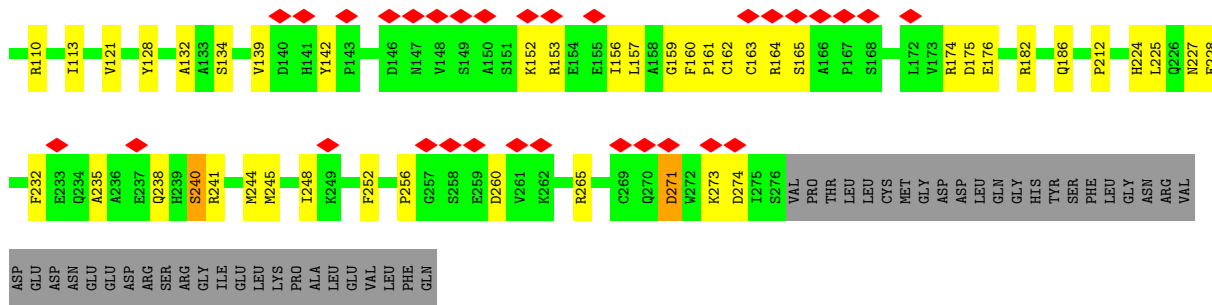 R110 I113 V121 Y128 A132 A133 S134 V139 D140 H141 Y142 P143 D146 N147 V148 S149 A150 S151 K152 R153 E154 E155 I156 L157 A158 G159 F160 P161 C162 C163 R164 S165 A166 P167 S168 L172 V173 R174 D175 E176 R182 Q186 P212 H224 L225 Q226 N227
F232 E233 Q234 A235 A236 E237 Q238 H239 S240 R241 M244 M245 I248 K249 F252 P256 G257 S258 E259 D260 V261 K262 R265 C269 Q270 D271 W272 K273 D274 I275 S276 VAL PRO THR LEU LEU CYS MET GLY ASP ASP LEU GLN GLY HIS TYR SER PHE LEU GLY ASN ARG VAL
ASP GLU ASP ASN GLU GLU ASP ARG SER ARG GLY ILE GLU LEU LYS PRO ALA LEU GLU VAL LEU PHE GLN